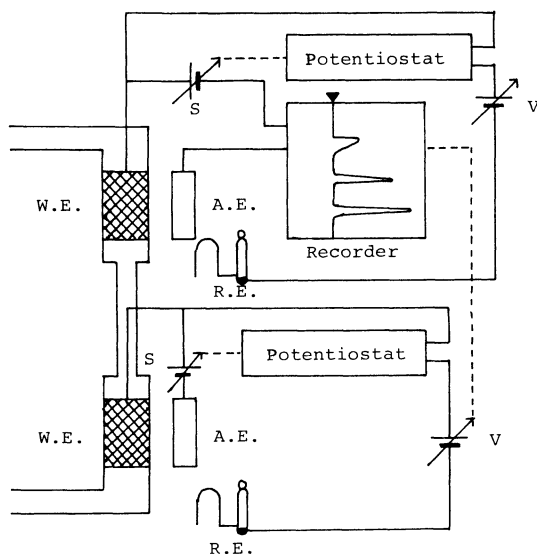 Potentiostat
S
V
W.E.
A.E.
Recorder
R.E.
S
Potentiostat
W.E.
A.E.
V
R.E.